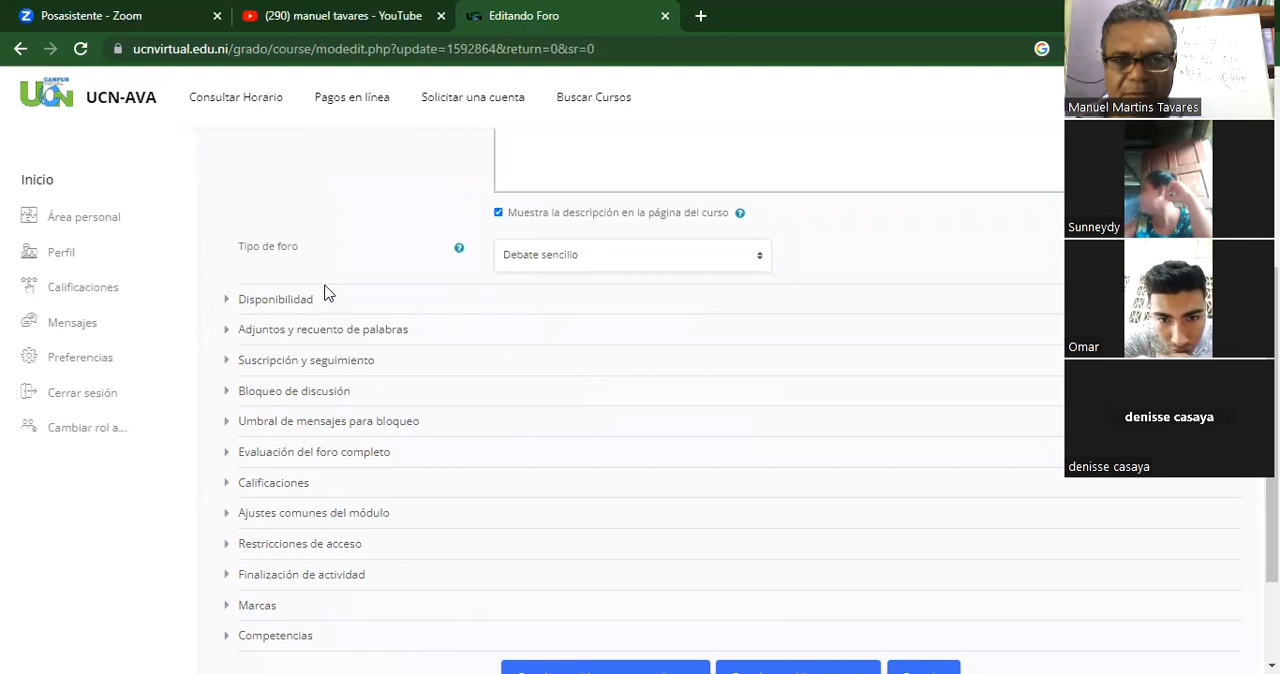 Posasistente - Zoom
(290) manuel tavares - YouTube
Editando Foro
ucnvirtual.edu.ni/grado/course/modedit.php?update=1592864&return=0&sr=0
CAMPUS
UCN
UCN-AVA
Consultar Horario
Pagos en línea
Solicitar una cuenta
Buscar Cursos
Inicio
Área personal
Perfil
Calificaciones
Mensajes
Preferencias
Cerrar sesión
Cambiar rol a...
Muestra la descripción en la página del curso
Tipo de foro
Debate sencillo
Disponibilidad
Adjuntos y recuento de palabras
Suscripción y seguimiento
Bloqueo de discusión
Umbral de mensajes para bloqueo
Evaluación del foro completo
Calificaciones
Ajustes comunes del módulo
Restricciones de acceso
Finalización de actividad
Marcas
Competencias
Manuel Martins Tavares
Sunneydy
Omar
denisse casaya
denisse casaya